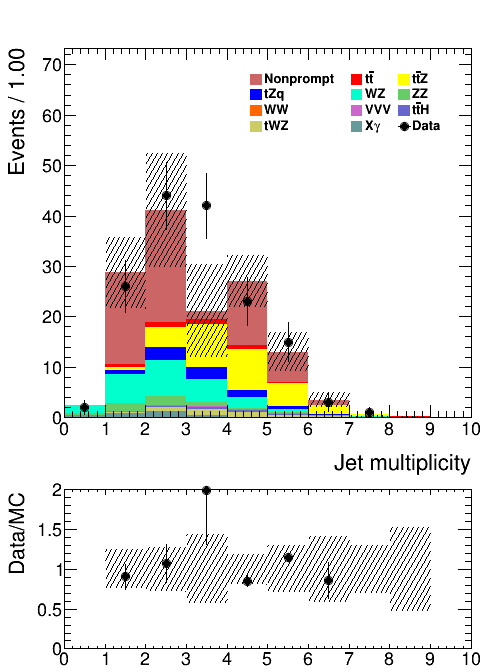 Events / 1.00
70
60
50
40
30
20
10
0
Nonprompt tt̄ tt̄Z
tZq WZ ZZ
WW VVV tt̄H
tWZ Xγ Data
0 1 2 3 4 5 6 7 8 9 10
Jet multiplicity
Data/MC
2
1.5
1
0.5
0
0 1 2 3 4 5 6 7 8 9 10